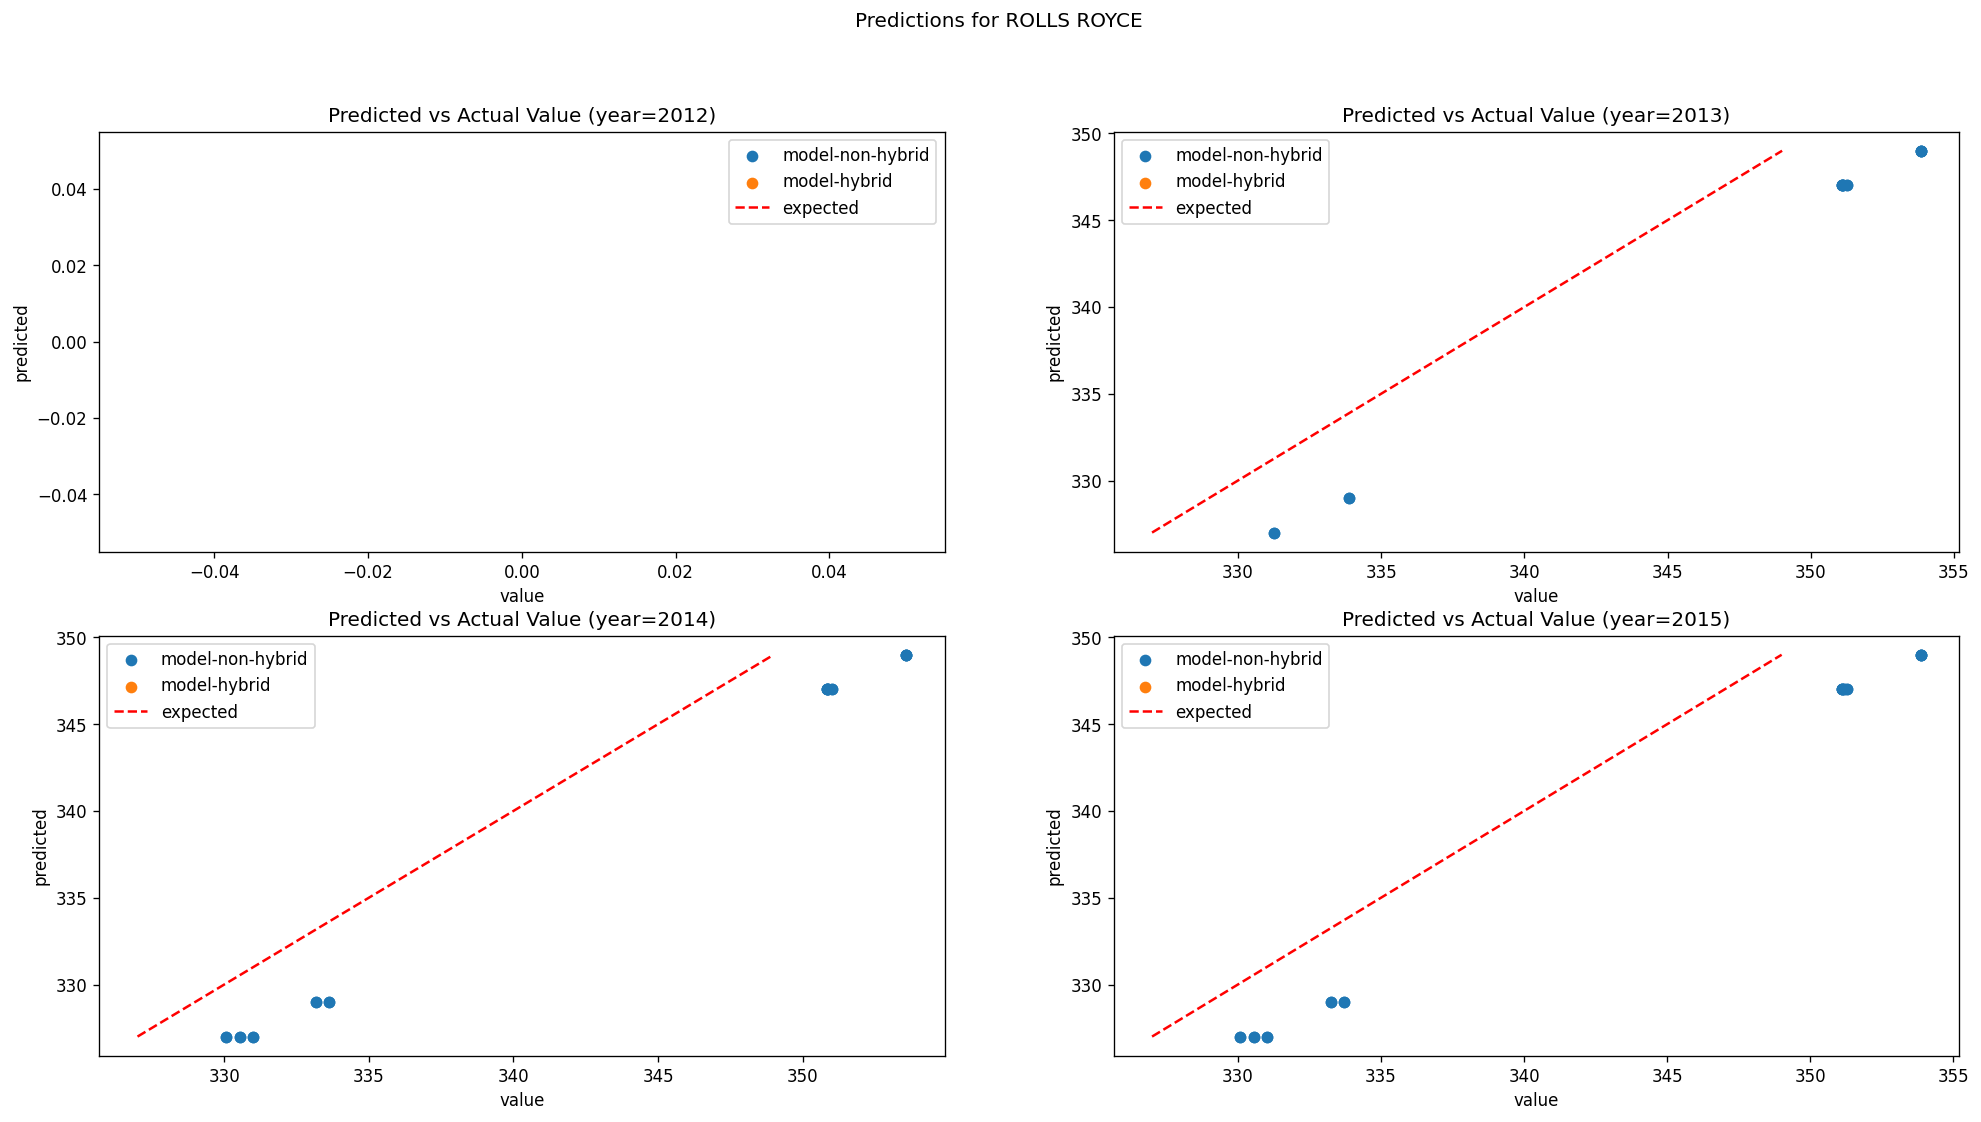 Predictions for ROLLS ROYCE
Predicted vs Actual Value (year=2012)
model-non-hybrid
model-hybrid
expected
predicted
0.04
0.02
0.00
−0.02
−0.04
−0.04 −0.02 0.00 0.02 0.04
value
Predicted vs Actual Value (year=2013)
model-non-hybrid
model-hybrid
expected
predicted
350
345
340
335
330
330 335 340 345 350 355
value
Predicted vs Actual Value (year=2014)
model-non-hybrid
model-hybrid
expected
predicted
350
345
340
335
330
330 335 340 345 350
value
Predicted vs Actual Value (year=2015)
model-non-hybrid
model-hybrid
expected
predicted
350
345
340
335
330
330 335 340 345 350 355
value